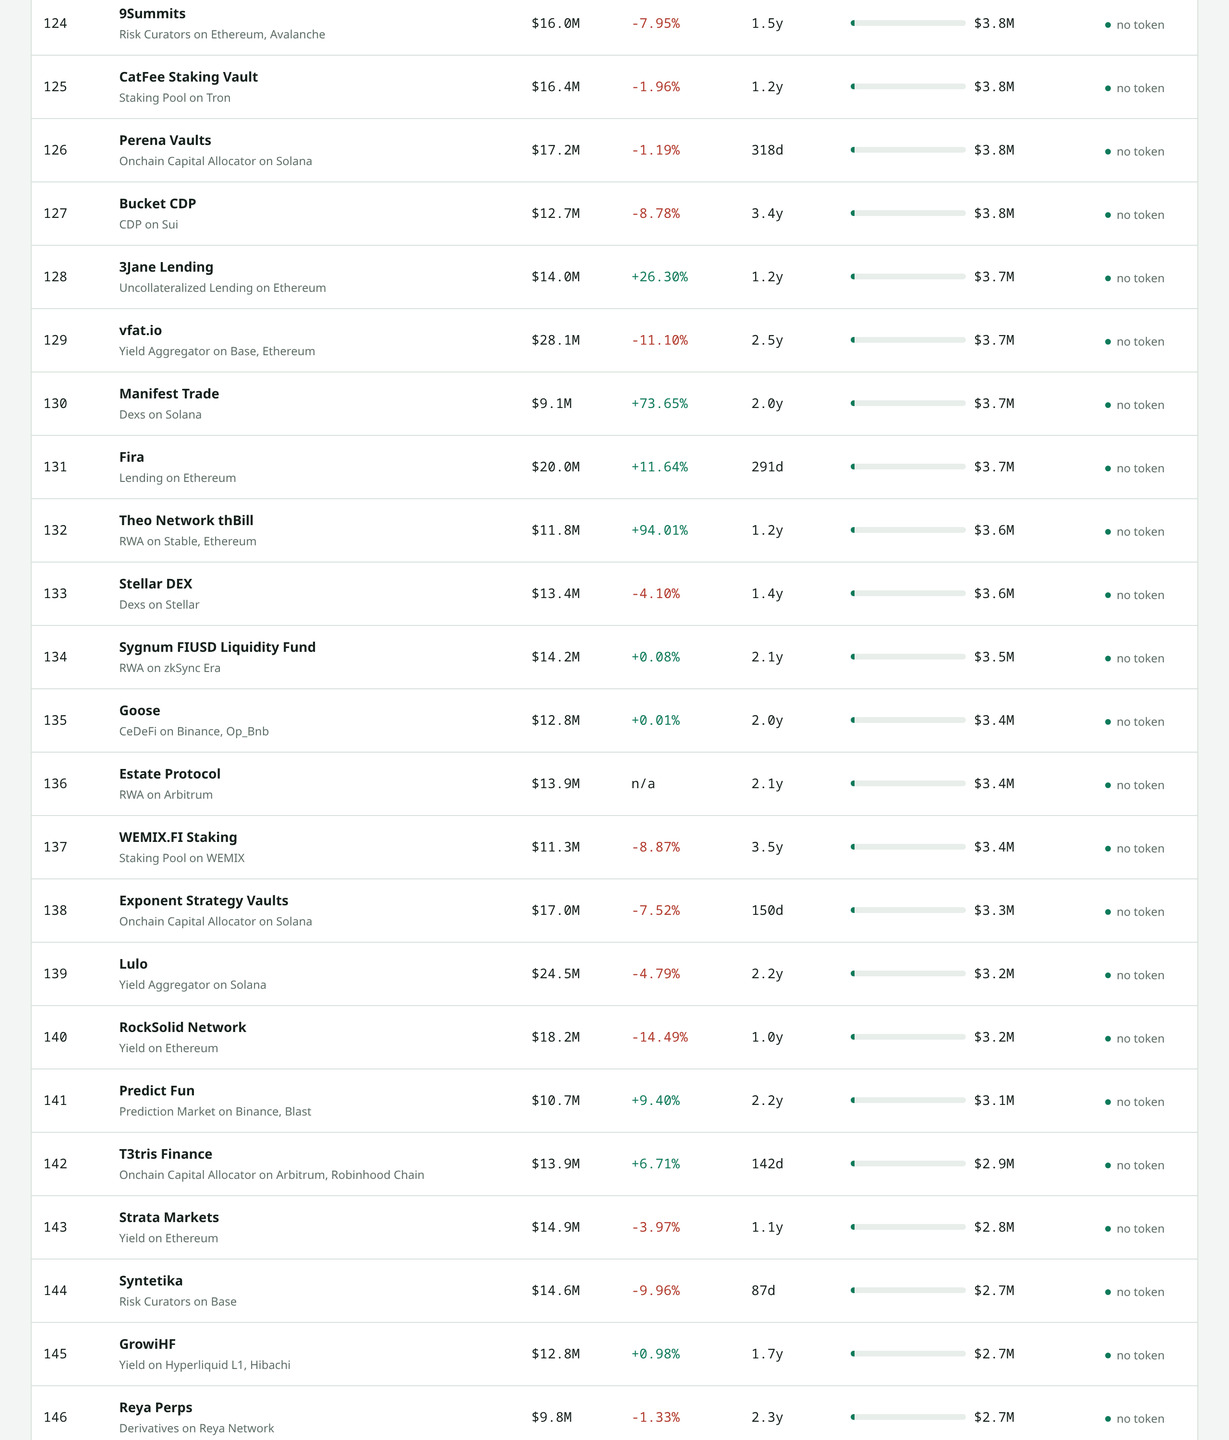 124 9Summits $16.0M -7.95% 1.5y $3.8M no token
Risk Curators on Ethereum, Avalanche
125 CatFee Staking Vault $16.4M -1.96% 1.2y $3.8M no token
Staking Pool on Tron
126 Perena Vaults $17.2M -1.19% 318d $3.8M no token
Onchain Capital Allocator on Solana
127 Bucket CDP $12.7M -8.78% 3.4y $3.8M no token
CDP on Sui
128 3Jane Lending $14.0M +26.30% 1.2y $3.7M no token
Uncollateralized Lending on Ethereum
129 vfat.io $28.1M -11.10% 2.5y $3.7M no token
Yield Aggregator on Base, Ethereum
130 Manifest Trade $9.1M +73.65% 2.0y $3.7M no token
Dexs on Solana
131 Fira $20.0M +11.64% 291d $3.7M no token
Lending on Ethereum
132 Theo Network thBill $11.8M +94.01% 1.2y $3.6M no token
RWA on Stable, Ethereum
133 Stellar DEX $13.4M -4.10% 1.4y $3.6M no token
Dexs on Stellar
134 Sygnum FIUSD Liquidity Fund $14.2M +0.08% 2.1y $3.5M no token
RWA on zkSync Era
135 Goose $12.8M +0.01% 2.0y $3.4M no token
CeDeFi on Binance, Op_Bnb
136 Estate Protocol $13.9M n/a 2.1y $3.4M no token
RWA on Arbitrum
137 WEMIX.FI Staking $11.3M -8.87% 3.5y $3.4M no token
Staking Pool on WEMIX
138 Exponent Strategy Vaults $17.0M -7.52% 150d $3.3M no token
Onchain Capital Allocator on Solana
139 Lulo $24.5M -4.79% 2.2y $3.2M no token
Yield Aggregator on Solana
140 RockSolid Network $18.2M -14.49% 1.0y $3.2M no token
Yield on Ethereum
141 Predict Fun $10.7M +9.40% 2.2y $3.1M no token
Prediction Market on Binance, Blast
142 T3tris Finance $13.9M +6.71% 142d $2.9M no token
Onchain Capital Allocator on Arbitrum, Robinhood Chain
143 Strata Markets $14.9M -3.97% 1.1y $2.8M no token
Yield on Ethereum
144 Syntetika $14.6M -9.96% 87d $2.7M no token
Risk Curators on Base
145 GrowiHF $12.8M +0.98% 1.7y $2.7M no token
Yield on Hyperliquid L1, Hibachi
146 Reya Perps $9.8M -1.33% 2.3y $2.7M no token
Derivatives on Reya Network